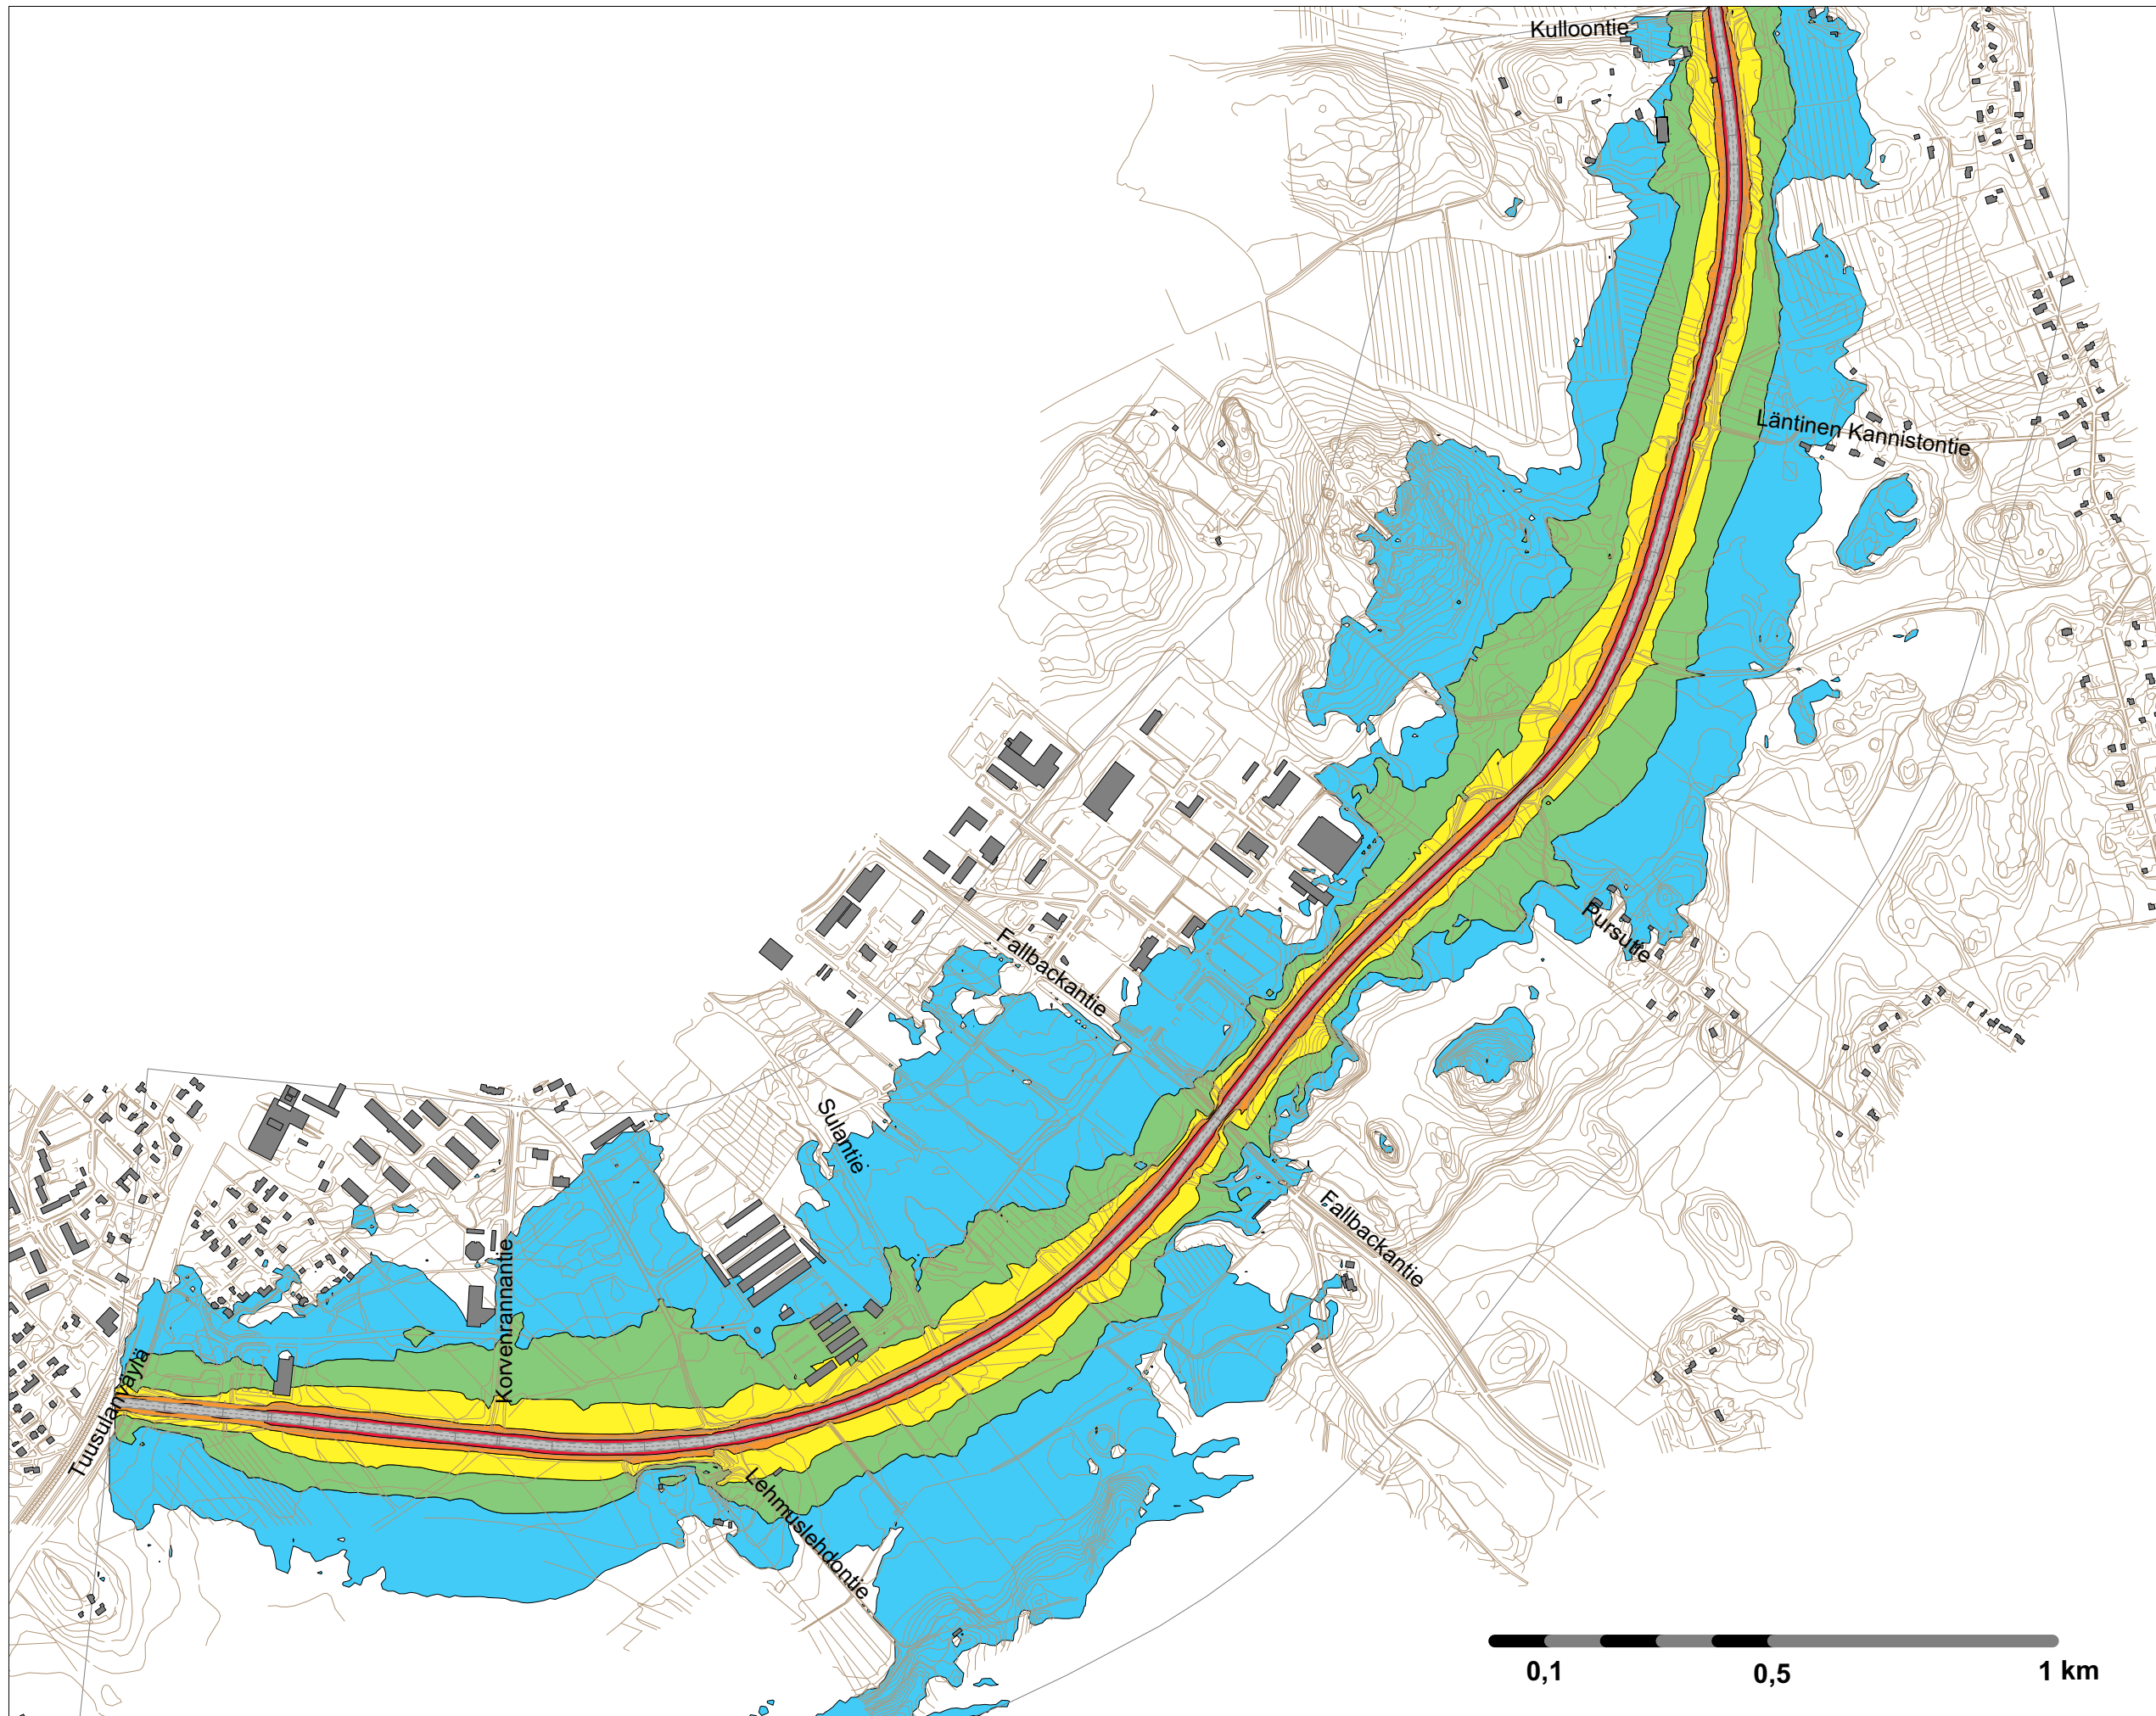 Kulloontie
Läntinen Kannistontie
Pursutie
Fallbackantie
Sulantie
Fallbackantie
Korvenrannantie
Tuusulanväylä
Lehmuslehdontie
0,1
0,5
1 km